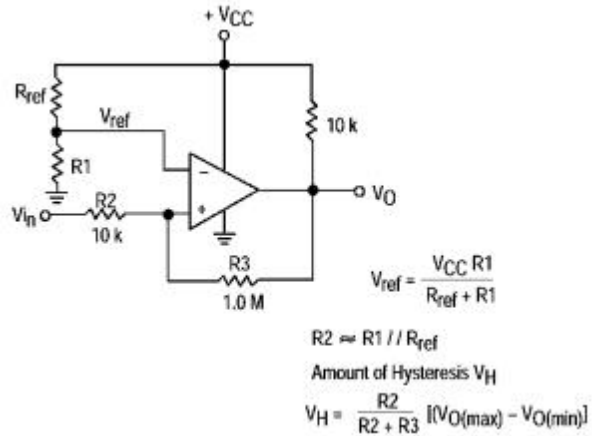 + VCC
Rref
Vref
10 k
R1
−
VO
Vin
R2
+
10 k
R3
1.0 M
Vref = VCC R1 / Rref + R1
R2 ≈ R1 // Rref
Amount of Hysteresis VH
VH = R2 / R2 + R3 [(VO(max) − VO(min)]